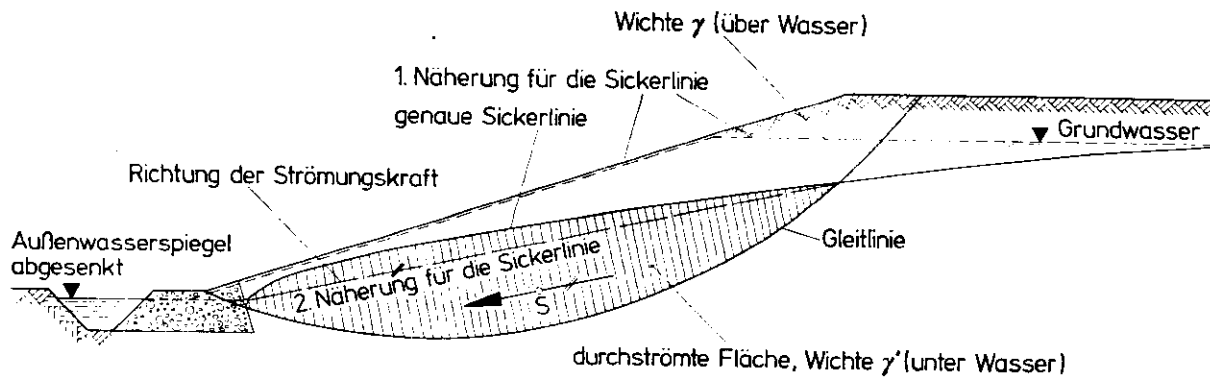 Wichte γ (über Wasser)
1. Näherung für die Sickerlinie
genaue Sickerlinie
Grundwasser
Richtung der Strömungskraft
Außenwasserspiegel
abgesenkt
Gleitlinie
2. Näherung für die Sickerlinie
S
durchströmte Fläche, Wichte γ' (unter Wasser)